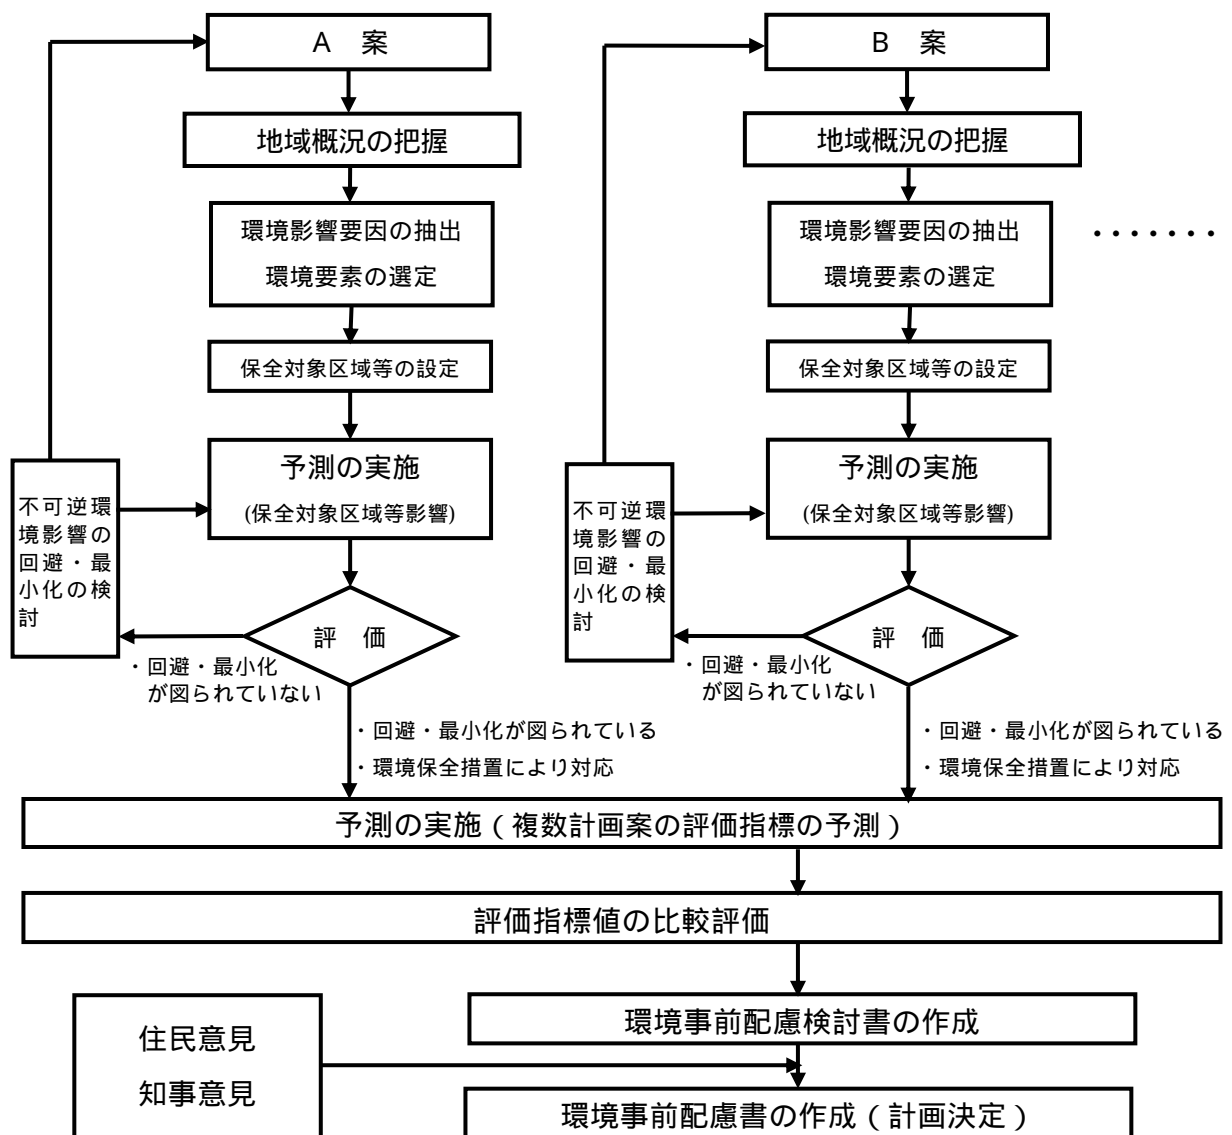 A　案
地域概況の把握
環境影響要因の抽出
環境要素の選定
保全対象区域等の設定
予測の実施
(保全対象区域等影響)
不可逆環
境影響の
回避・最
小化の検
討
評　価
・回避・最小化
が図られていない
・回避・最小化が図られている
・環境保全措置により対応
B　案
地域概況の把握
環境影響要因の抽出
環境要素の選定
・・・・・・・
保全対象区域等の設定
予測の実施
(保全対象区域等影響)
不可逆環
境影響の
回避・最
小化の検
討
評　価
・回避・最小化
が図られていない
・回避・最小化が図られている
・環境保全措置により対応
予測の実施（複数計画案の評価指標の予測）
評価指標値の比較評価
環境事前配慮検討書の作成
住民意見
知事意見
環境事前配慮書の作成（計画決定）